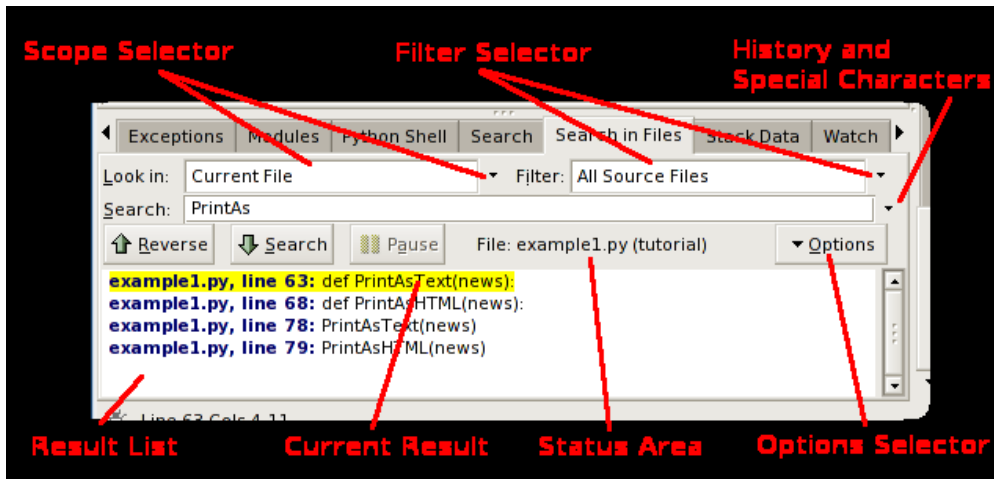 Scope Selector
Filter Selector
History and
Special Characters
Exceptions
Modules
Python Shell
Search
Search in Files
Stack Data
Watch
Look in: Current File
Filter: All Source Files
Search: PrintAs
Reverse
Search
Pause
File: example1.py (tutorial)
Options
example1.py, line 63: def PrintAsText(news):
example1.py, line 68: def PrintAsHTML(news):
example1.py, line 78: PrintAsText(news)
example1.py, line 79: PrintAsHTML(news)
Line 63 Cols 4-11
Result List
Current Result
Status Area
Options Selector